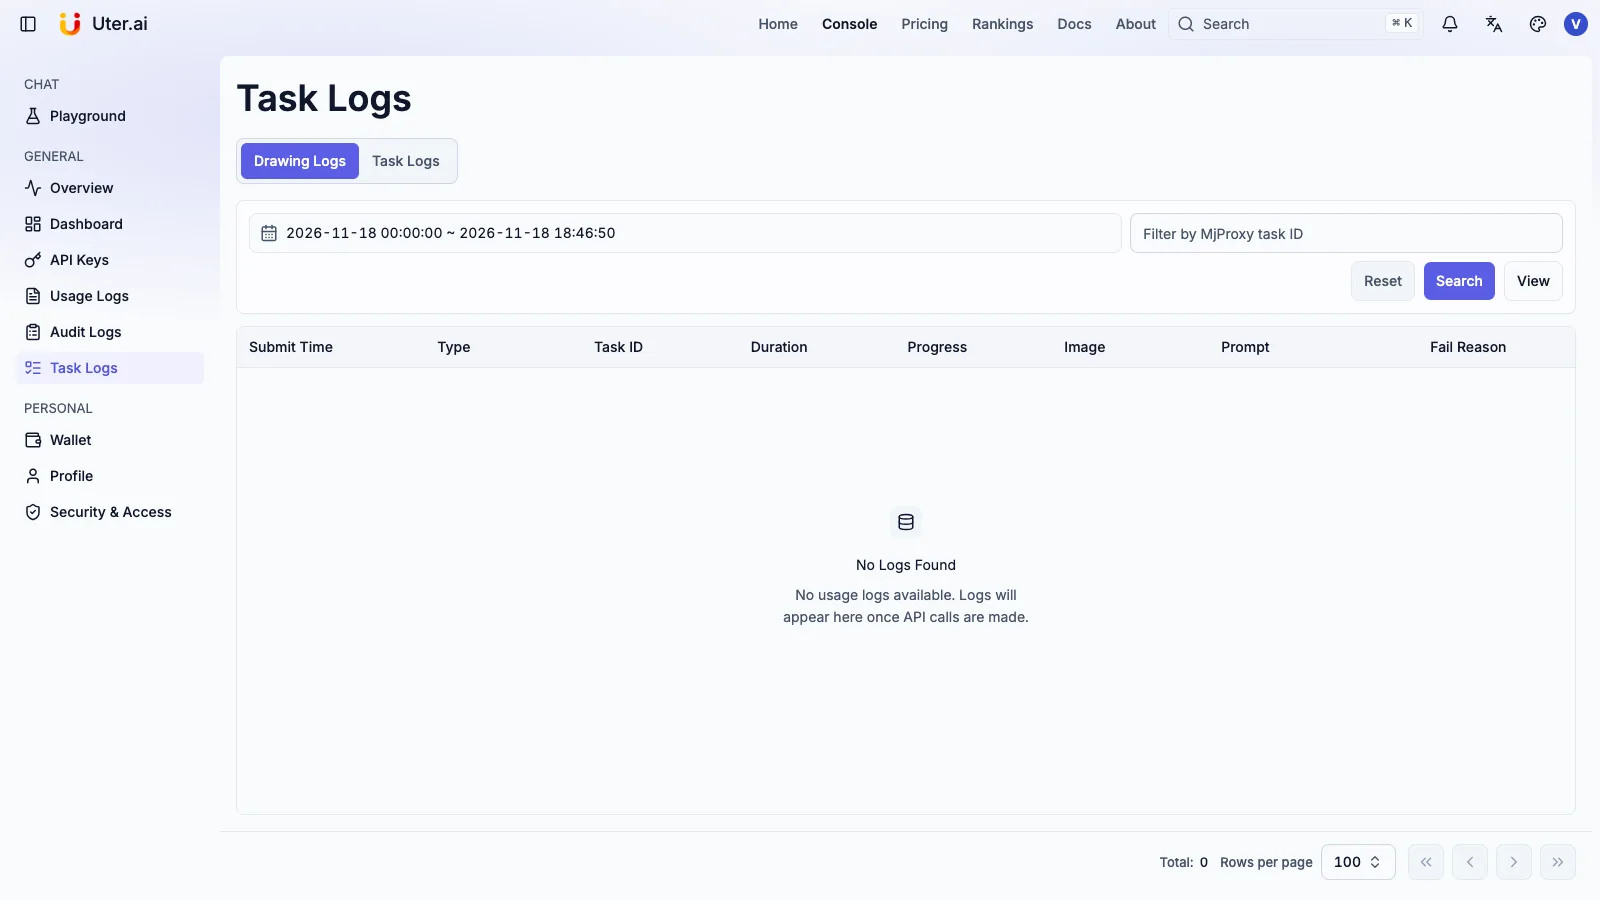 Uter.ai
Home
Console
Pricing
Rankings
Docs
About
Search
⌘ K
V
CHAT
Playground
GENERAL
Overview
Dashboard
API Keys
Usage Logs
Audit Logs
Task Logs
PERSONAL
Wallet
Profile
Security & Access
Task Logs
Drawing Logs
Task Logs
2026-11-18 00:00:00 ~ 2026-11-18 18:46:50
Filter by MjProxy task ID
Reset
Search
View
Submit Time
Type
Task ID
Duration
Progress
Image
Prompt
Fail Reason
No Logs Found
No usage logs available. Logs will
appear here once API calls are made.
Total: 0
Rows per page
100